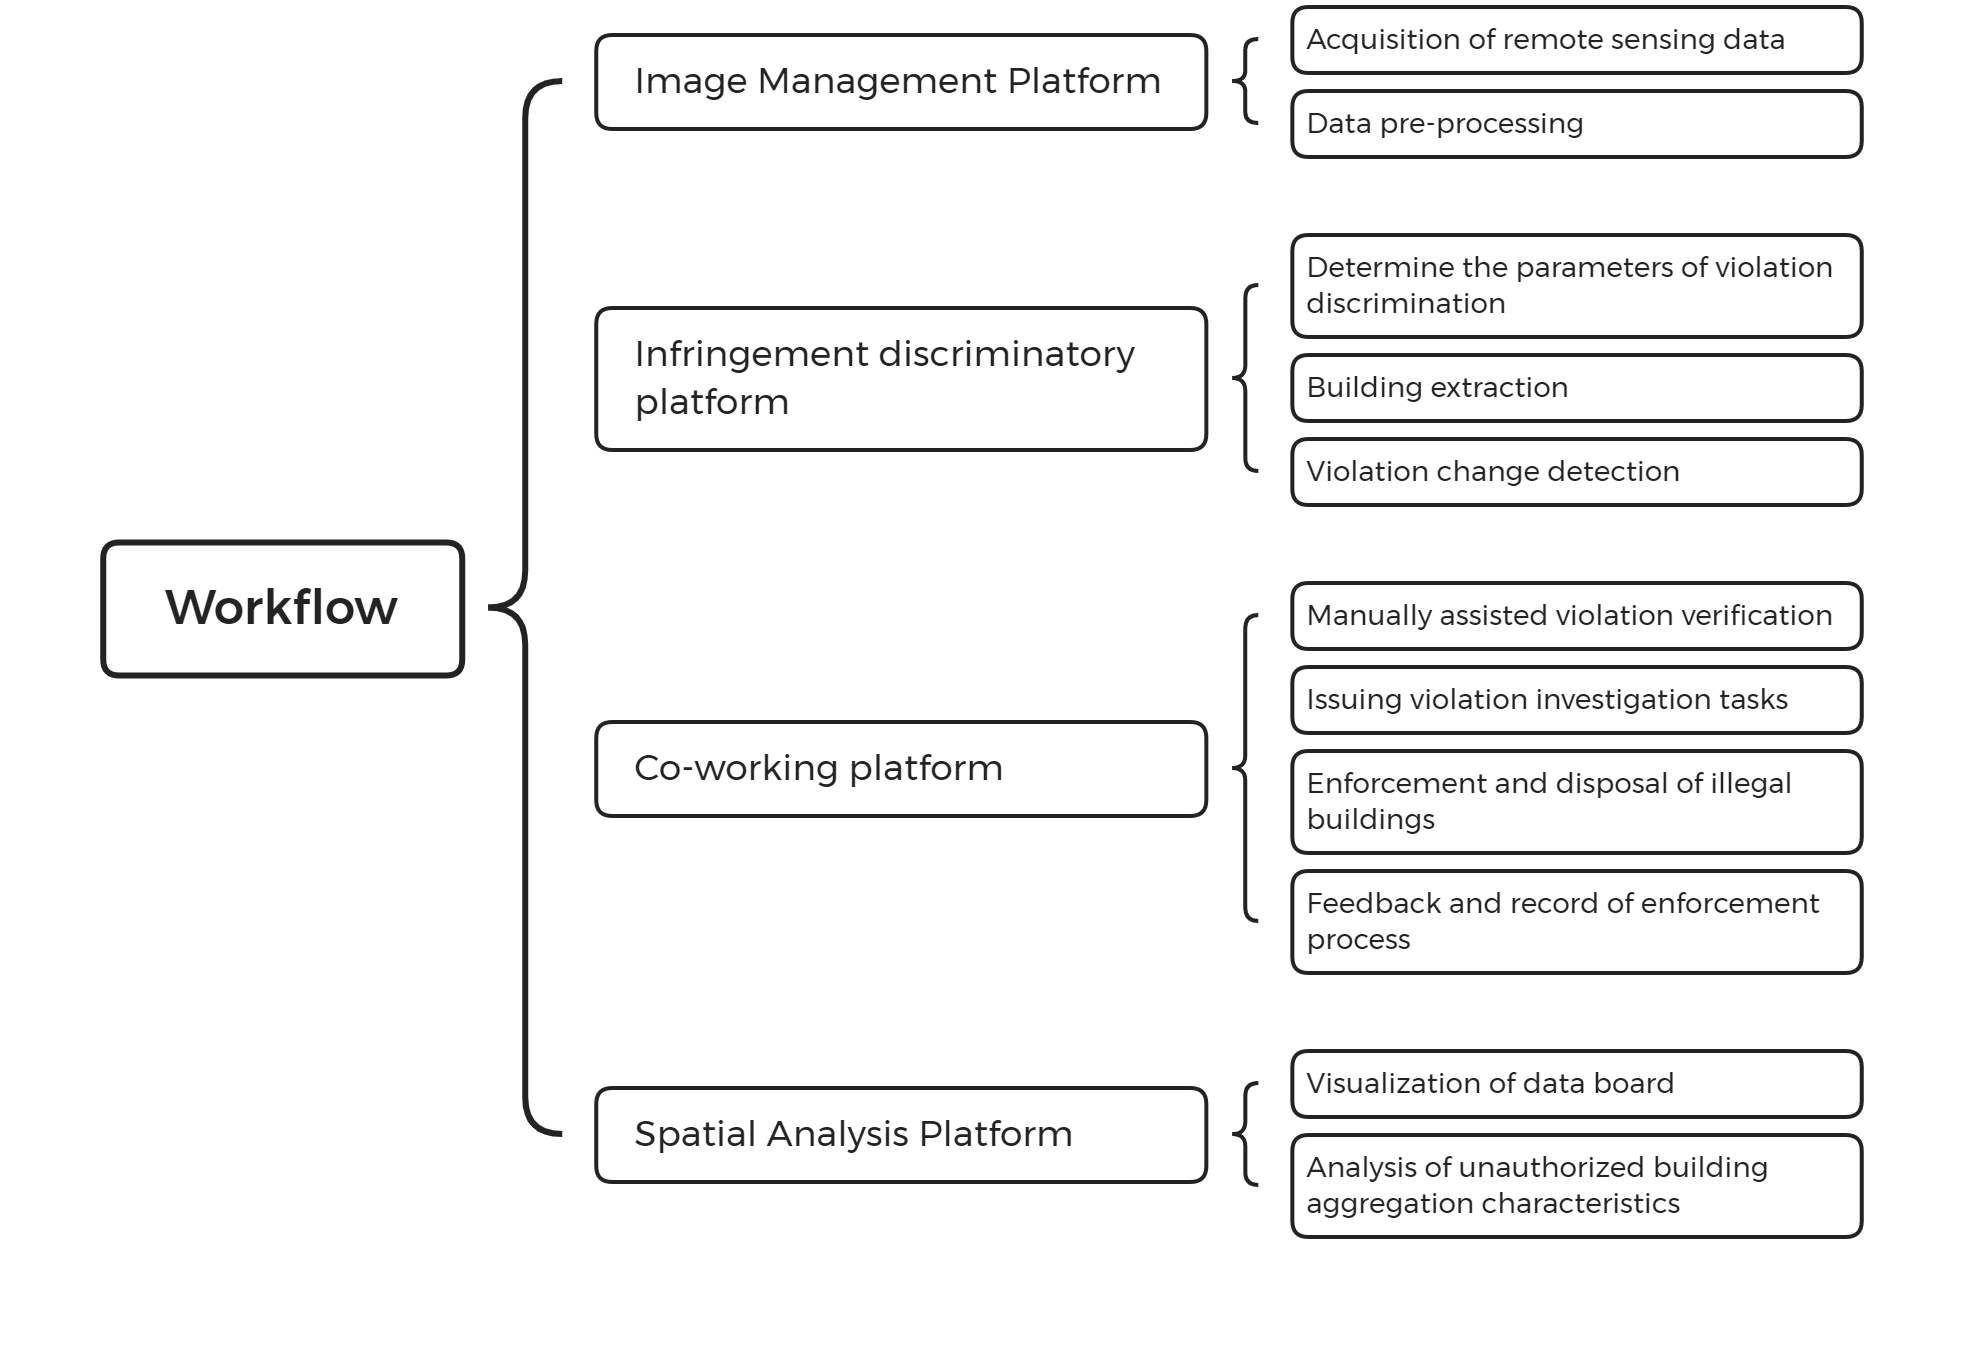 Workflow
Image Management Platform
Acquisition of remote sensing data
Data pre-processing
Infringement discriminatory
platform
Determine the parameters of violation
discrimination
Building extraction
Violation change detection
Co-working platform
Manually assisted violation verification
Issuing violation investigation tasks
Enforcement and disposal of illegal
buildings
Feedback and record of enforcement
process
Spatial Analysis Platform
Visualization of data board
Analysis of unauthorized building
aggregation characteristics